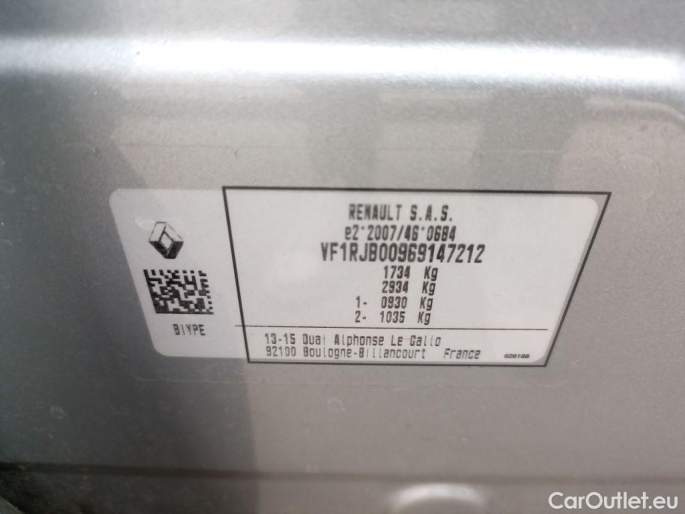 RENAULT S.A.S.
e2*2007/46*0684
VF1RJB00969147212
1734 Kg
2934 Kg
1- 0930 Kg
2- 1035 Kg
BIYPE
13-15 Quai Alphonse Le Gallo
92100 Boulogne-Billancourt France
CarOutlet.eu